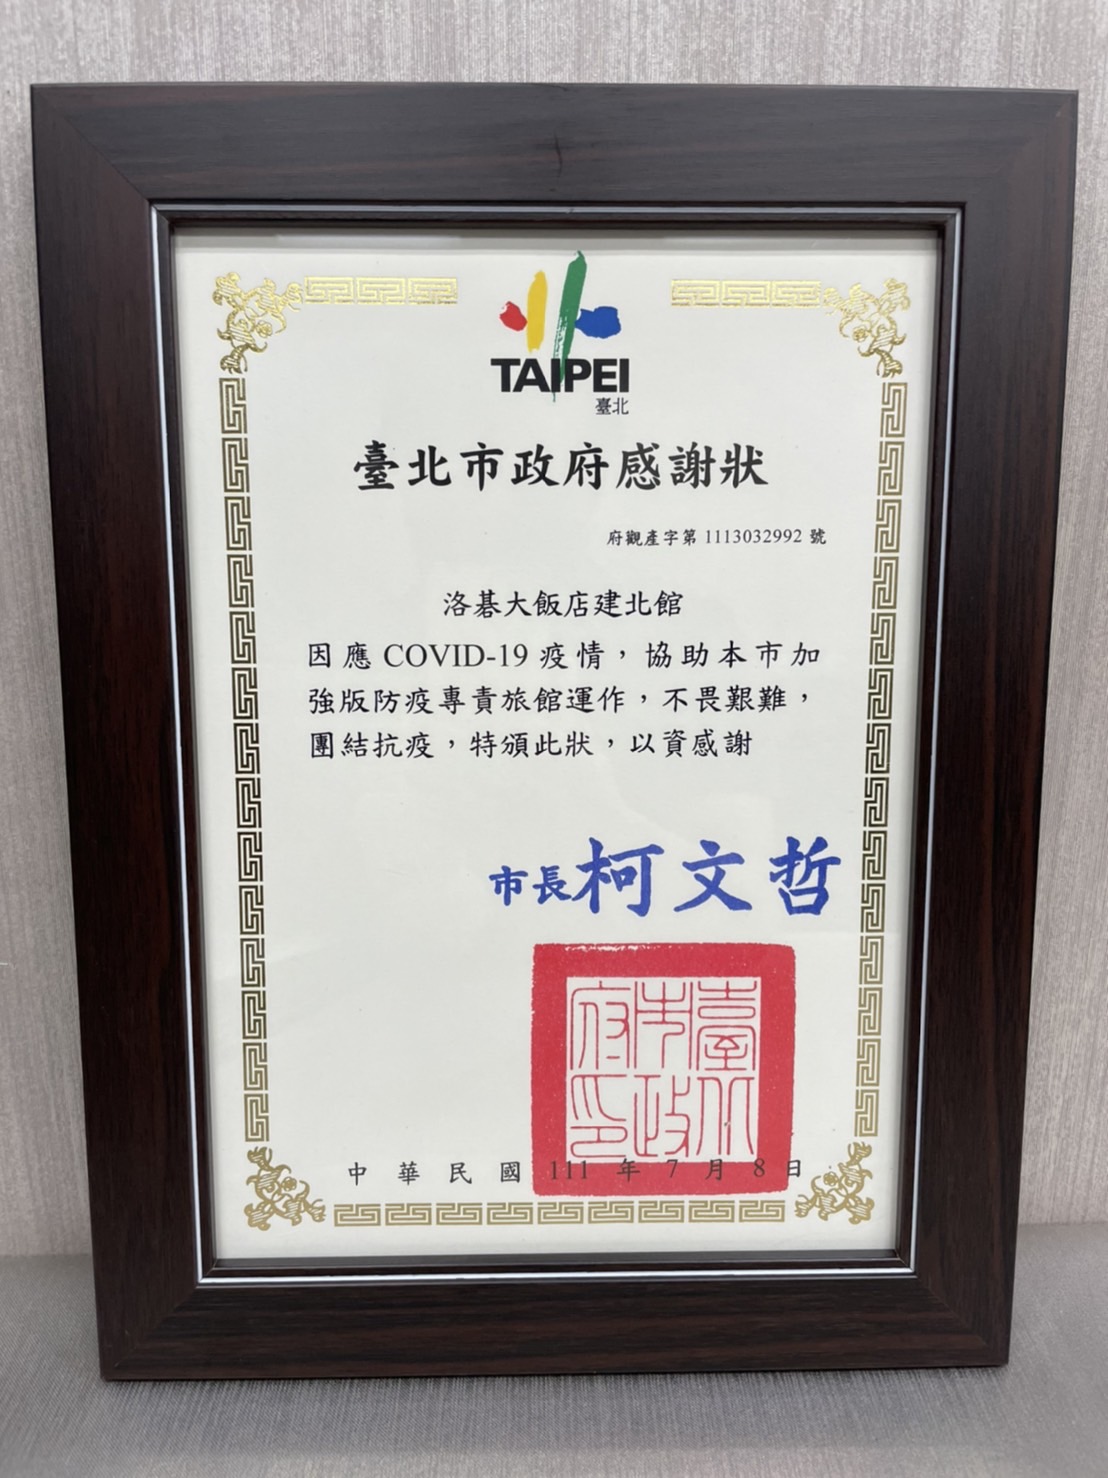 TAIPEI
臺北
臺北市政府感謝狀
府觀產字第 1113032992 號
洛碁大飯店建北館
因應 COVID-19 疫情，協助本市加
強版防疫專責旅館運作，不畏艱難，
團結抗疫，特頒此狀，以資感謝
市長柯文哲
臺北市政府印
中華民國 111 年 7 月 8 日